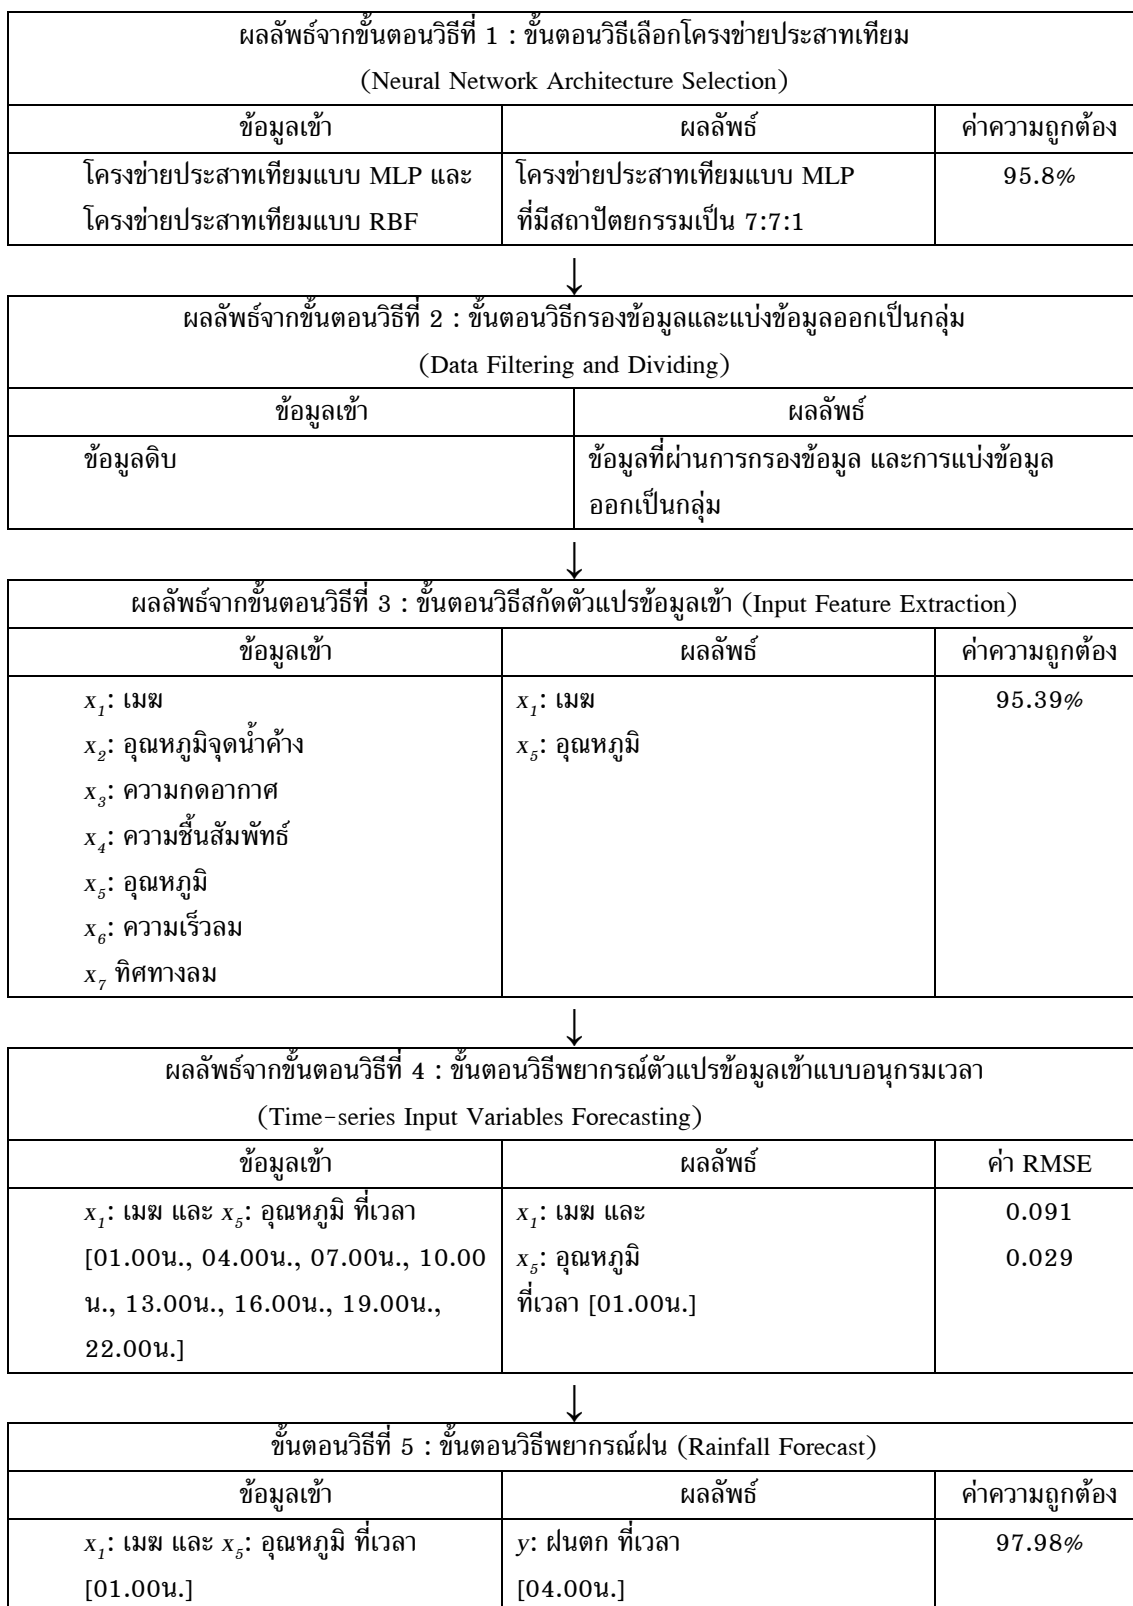 ผลลัพธ์จากขั้นตอนวิธีที่ 1 : ขั้นตอนวิธีเลือกโครงข่ายประสาทเทียม
(Neural Network Architecture Selection)
ข้อมูลเข้า ผลลัพธ์ ค่าความถูกต้อง
โครงข่ายประสาทเทียมแบบ MLP และ โครงข่ายประสาทเทียมแบบ MLP 95.8%
โครงข่ายประสาทเทียมแบบ RBF ที่มีสถาปัตยกรรมเป็น 7:7:1
↓
ผลลัพธ์จากขั้นตอนวิธีที่ 2 : ขั้นตอนวิธีกรองข้อมูลและแบ่งข้อมูลออกเป็นกลุ่ม
(Data Filtering and Dividing)
ข้อมูลเข้า ผลลัพธ์
ข้อมูลดิบ ข้อมูลที่ผ่านการกรองข้อมูล และการแบ่งข้อมูล
ออกเป็นกลุ่ม
↓
ผลลัพธ์จากขั้นตอนวิธีที่ 3 : ขั้นตอนวิธีสกัดตัวแปรข้อมูลเข้า (Input Feature Extraction)
ข้อมูลเข้า ผลลัพธ์ ค่าความถูกต้อง
x₁: เมฆ x₁: เมฆ 95.39%
x₂: อุณหภูมิจุดน้ำค้าง x₅: อุณหภูมิ
x₃: ความกดอากาศ
x₄: ความชื้นสัมพัทธ์
x₅: อุณหภูมิ
x₆: ความเร็วลม
x₇ ทิศทางลม
↓
ผลลัพธ์จากขั้นตอนวิธีที่ 4 : ขั้นตอนวิธีพยากรณ์ตัวแปรข้อมูลเข้าแบบอนุกรมเวลา
(Time-series Input Variables Forecasting)
ข้อมูลเข้า ผลลัพธ์ ค่า RMSE
x₁: เมฆ และ x₅: อุณหภูมิ ที่เวลา x₁: เมฆ และ 0.091
[01.00น., 04.00น., 07.00น., 10.00 x₅: อุณหภูมิ 0.029
น., 13.00น., 16.00น., 19.00น., ที่เวลา [01.00น.]
22.00น.]
↓
ขั้นตอนวิธีที่ 5 : ขั้นตอนวิธีพยากรณ์ฝน (Rainfall Forecast)
ข้อมูลเข้า ผลลัพธ์ ค่าความถูกต้อง
x₁: เมฆ และ x₅: อุณหภูมิ ที่เวลา y: ฝนตก ที่เวลา 97.98%
[01.00น.] [04.00น.]